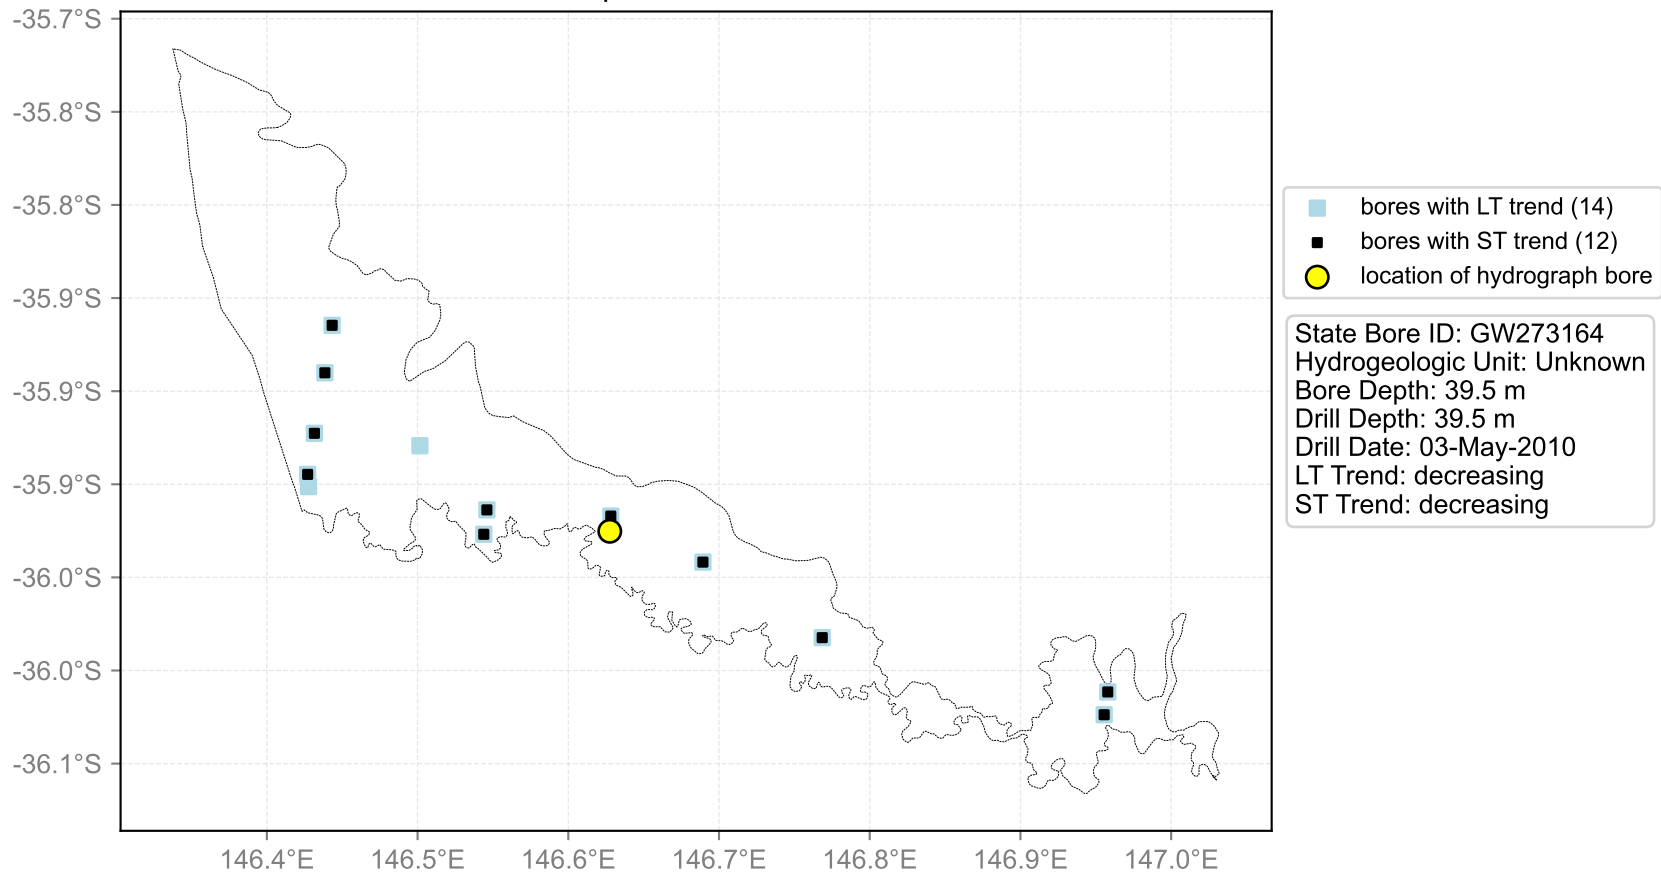 -35.7°S
-35.8°S
-35.8°S
-35.9°S
-35.9°S
-35.9°S
-36.0°S
-36.0°S
-36.1°S
146.4°E
146.5°E
146.6°E
146.7°E
146.8°E
146.9°E
147.0°E
bores with LT trend (14)
bores with ST trend (12)
location of hydrograph bore
State Bore ID: GW273164
Hydrogeologic Unit: Unknown
Bore Depth: 39.5 m
Drill Depth: 39.5 m
Drill Date: 03-May-2010
LT Trend: decreasing
ST Trend: decreasing